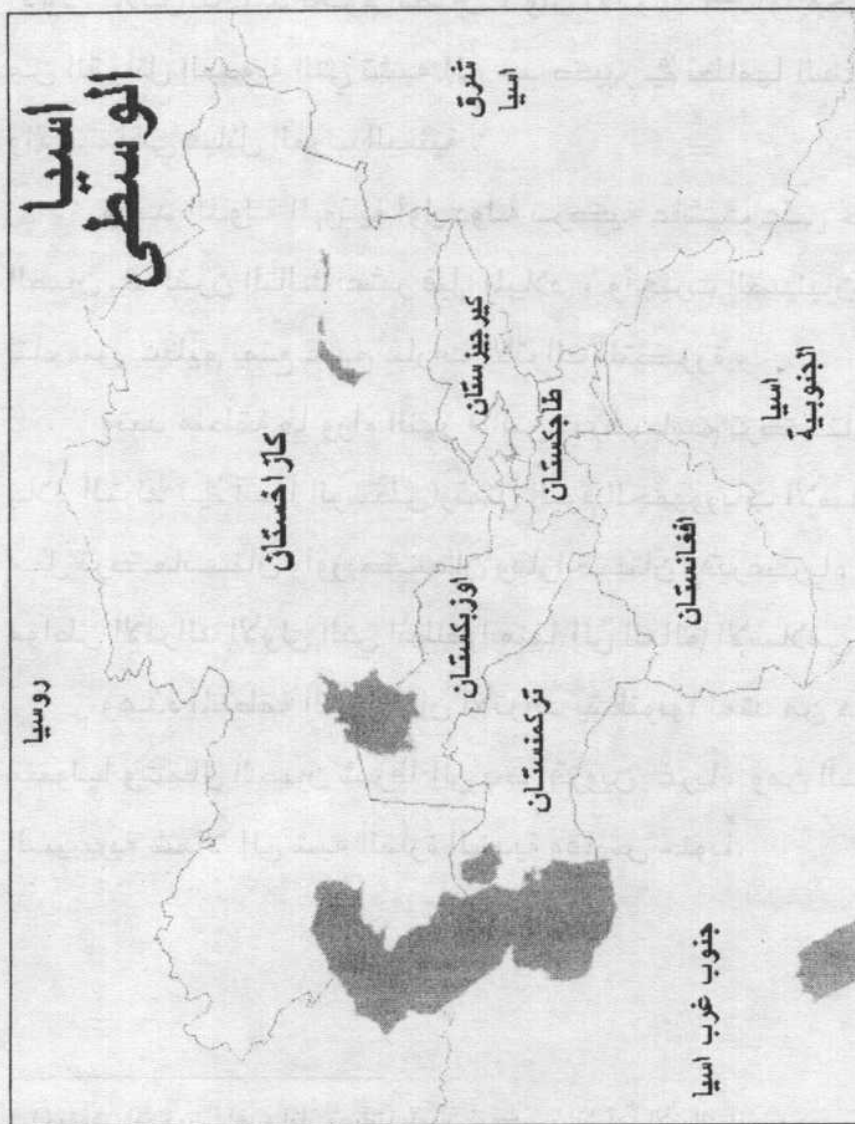 اسيا
الوسطى
روسيا
كازاخستان
شرق
اسيا
كيرجيزستان
اوزبكستان
طاجكستان
تركمنستان
افغانستان
اسيا
الجنوبية
جنوب غرب اسيا